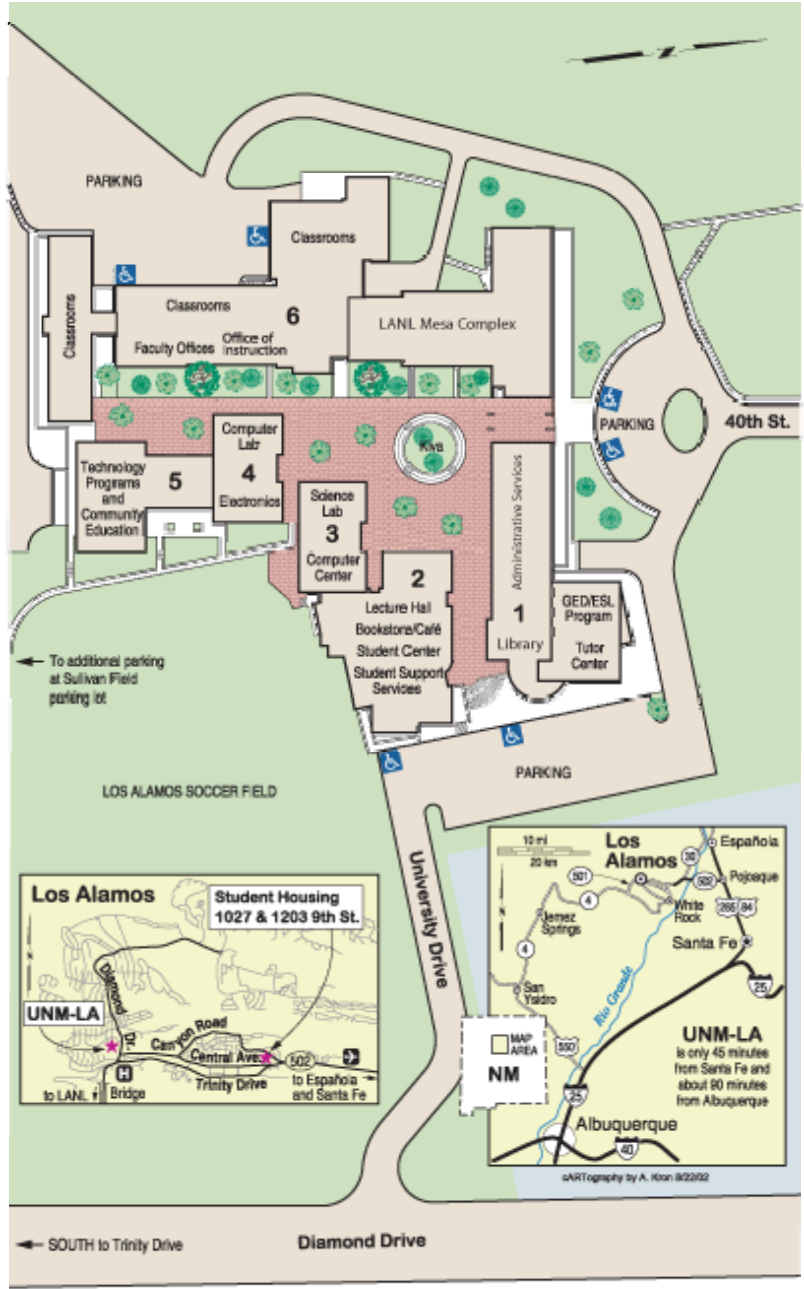 N
PARKING
Classrooms
Classrooms
Classrooms
6
Faculty Offices
Office of
Instruction
LANL Mesa Complex
PARKING
40th St.
Computer
Lab
4
Electronics
Technology
Programs
and
Community
Education
5
Kiva
Science
Lab
3
Computer
Center
2
Lecture Hall
Bookstore/Café
Student Center
Student Support
Services
Administrative Services
1
Library
GED/ESL
Program
Tutor
Center
To additional parking
at Sullivan Field
parking lot
LOS ALAMOS SOCCER FIELD
PARKING
University Drive
Los Alamos
Student Housing
1027 & 1203 9th St.
Diamond
Dr.
UNM-LA
Canyon Road
Central Ave.
502
Trinity Drive
H
Bridge
to LANL
to Española
and Santa Fe
10 mi
20 km
Los
Alamos
501
30
Española
502
Pojoaque
4
White
Rock
285
84
Jemez
Springs
4
Santa Fe
25
San
Ysidro
Rio Grande
550
MAP
AREA
NM
UNM-LA
is only 45 minutes
from Santa Fe and
about 90 minutes
from Albuquerque
25
Albuquerque
40
cARTography by A. Kron 8/22/02
SOUTH to Trinity Drive
Diamond Drive